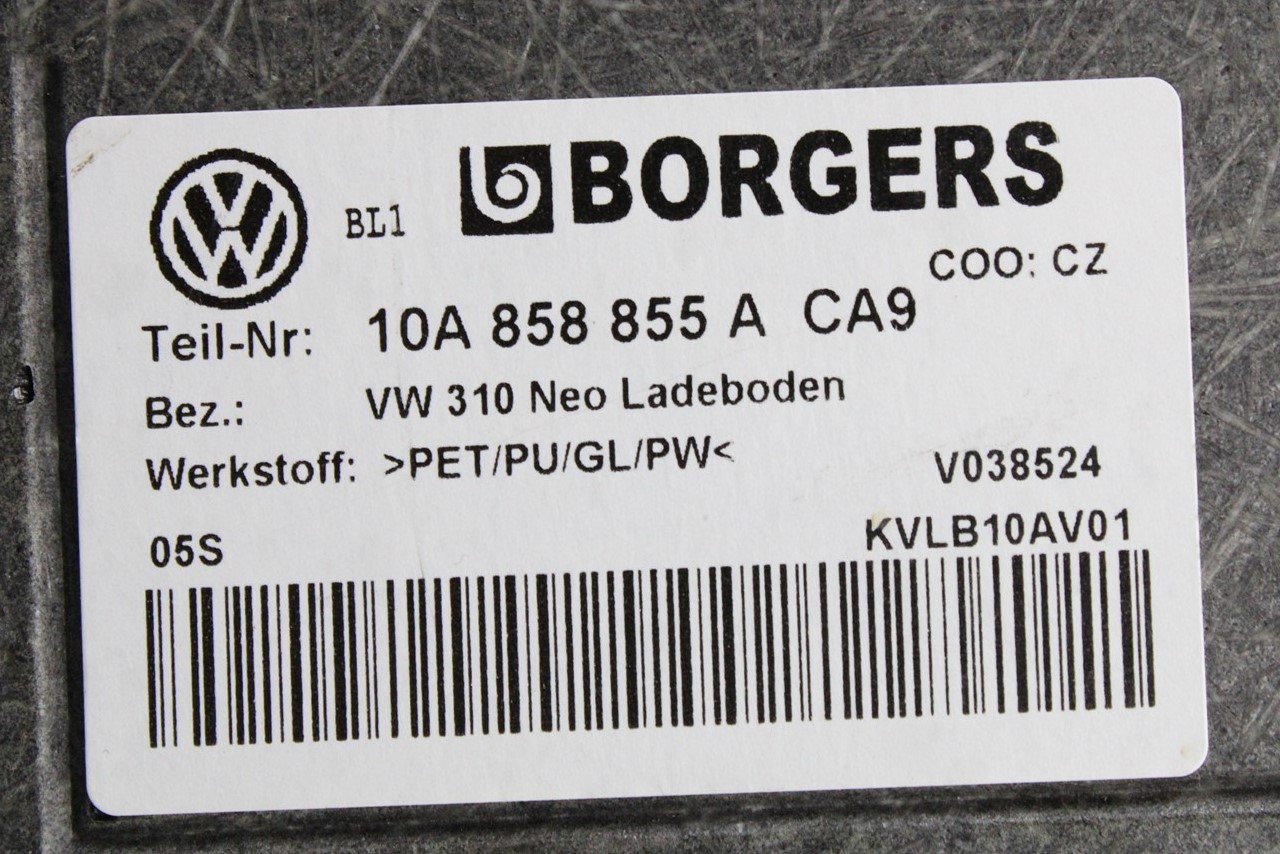 BL1 BORGERS
COO: CZ
Teil-Nr: 10A 858 855 A CA9
Bez.: VW 310 Neo Ladeboden
Werkstoff: >PET/PU/GL/PW<
V038524
05S KVLB10AV01